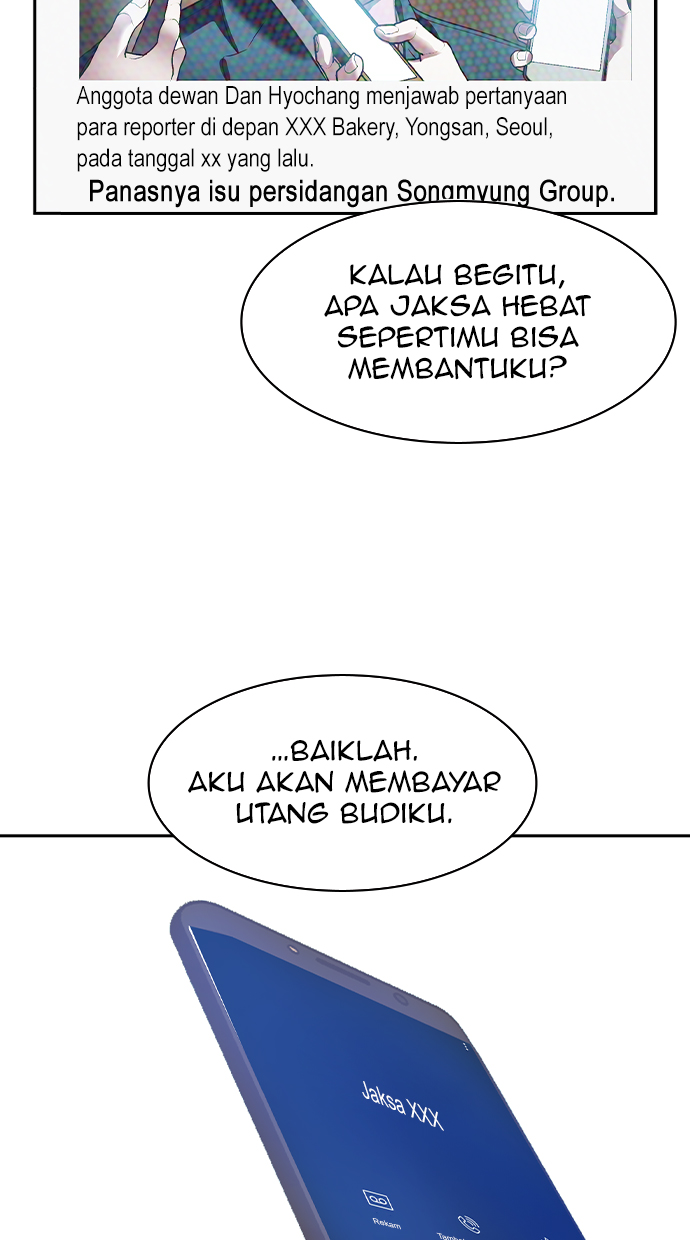 Anggota dewan Dan Hyochang menjawab pertanyaan
para reporter di depan XXX Bakery, Yongsan, Seoul,
pada tanggal xx yang lalu.
Panasnya isu persidangan Songmyung Group.
KALAU BEGITU,
APA JAKSA HEBAT
SEPERTIMU BISA
MEMBANTUKU?
...BAIKLAH.
AKU AKAN MEMBAYAR
UTANG BUDIKU.
Jaksa XXX
Rekam